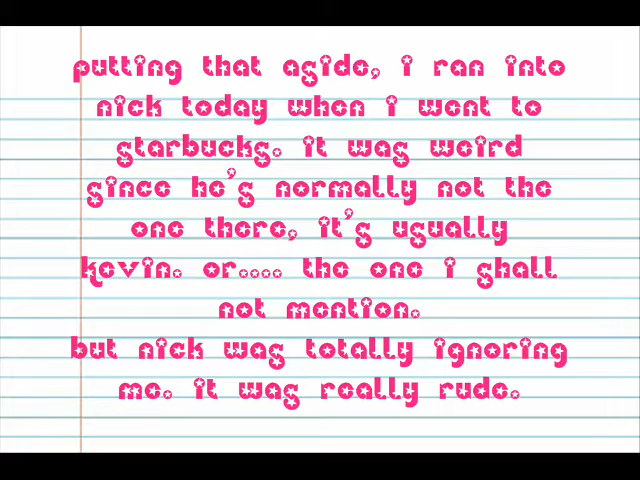 putting that aside, i ran into
nick today when i went to
starbucks. it was weird
since he's normally not the
one there, it's usually
kevin. or.... the one i shall
not mention.
but nick was totally ignoring
me. it was really rude.